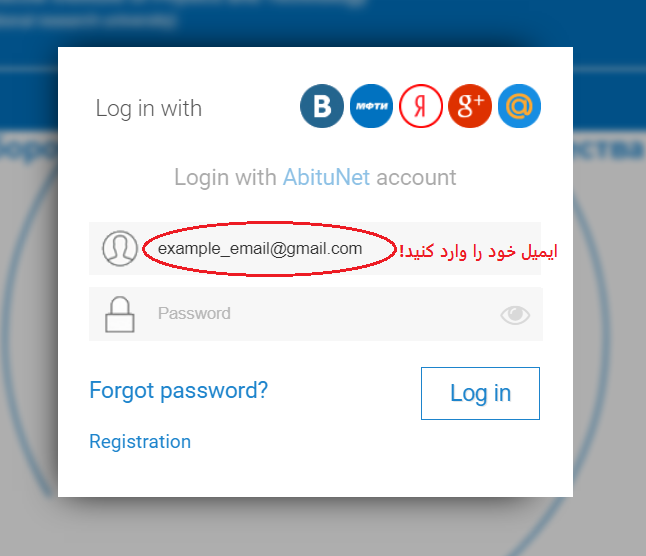 Log in with
В мфти Я g+ @
Login with AbituNet account
example_email@gmail.com ایمیل خود را وارد کنید!
Password
Forgot password? Log in
Registration